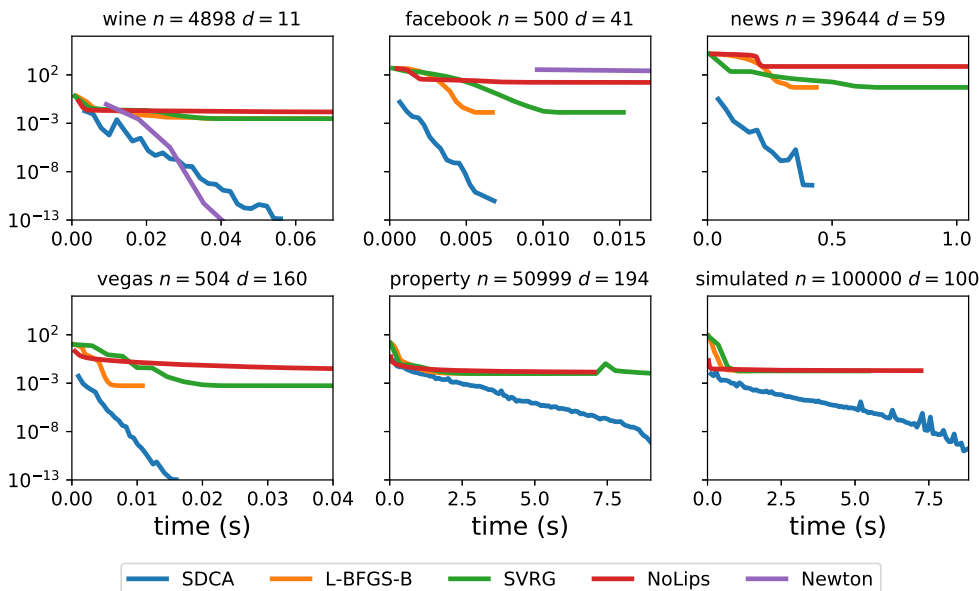 wine n = 4898 d = 11 facebook n = 500 d = 41 news n = 39644 d = 59
10^2
10^−3
10^−8
10^−13
0.00 0.02 0.04 0.06 0.000 0.005 0.010 0.015 0.0 0.5 1.0
vegas n = 504 d = 160 property n = 50999 d = 194 simulated n = 100000 d = 100
10^2
10^−3
10^−8
10^−13
0.00 0.01 0.02 0.03 0.04 0.0 2.5 5.0 7.5 0.0 2.5 5.0 7.5
time (s) time (s) time (s)
SDCA L-BFGS-B SVRG NoLips Newton